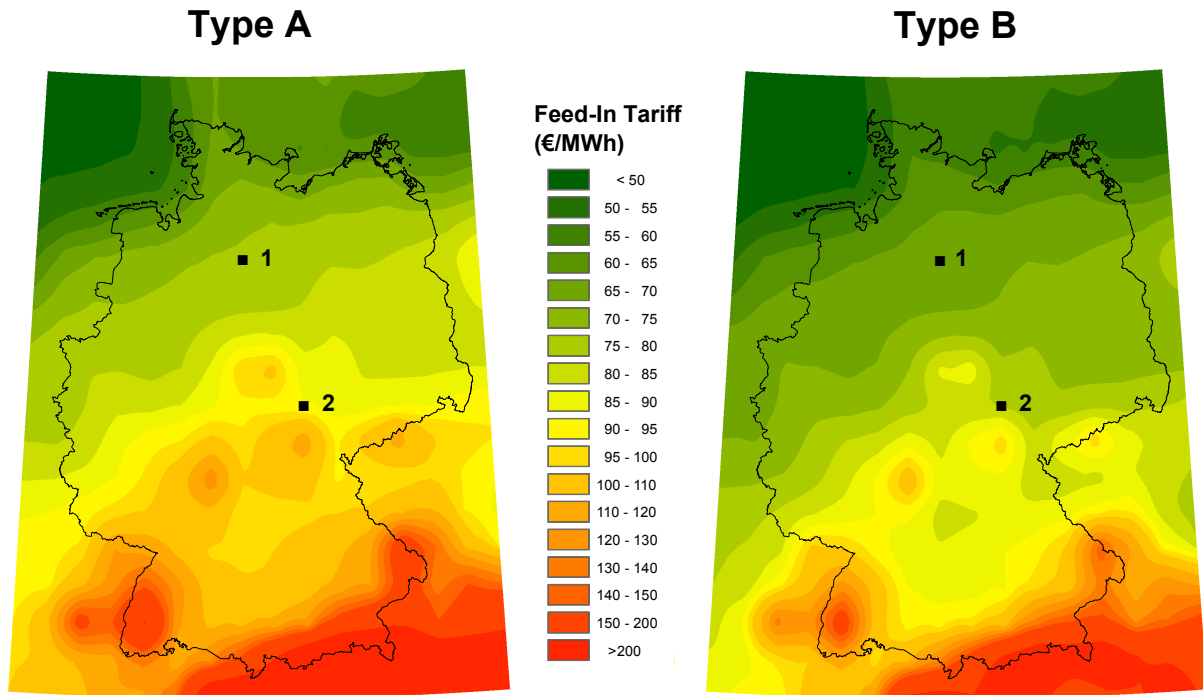 Type A
Type B
Feed-In Tariff
(€/MWh)
< 50
50 - 55
55 - 60
60 - 65
65 - 70
70 - 75
75 - 80
80 - 85
85 - 90
90 - 95
95 - 100
100 - 110
110 - 120
120 - 130
130 - 140
140 - 150
150 - 200
>200
1
2
1
2